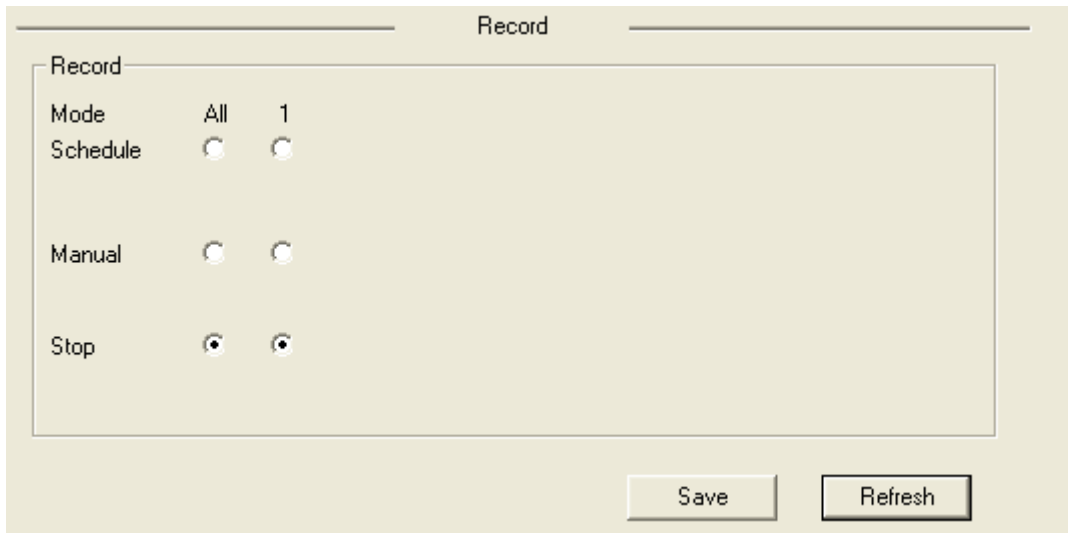 Record
Record
Mode All 1
Schedule
Manual
Stop
Save Refresh